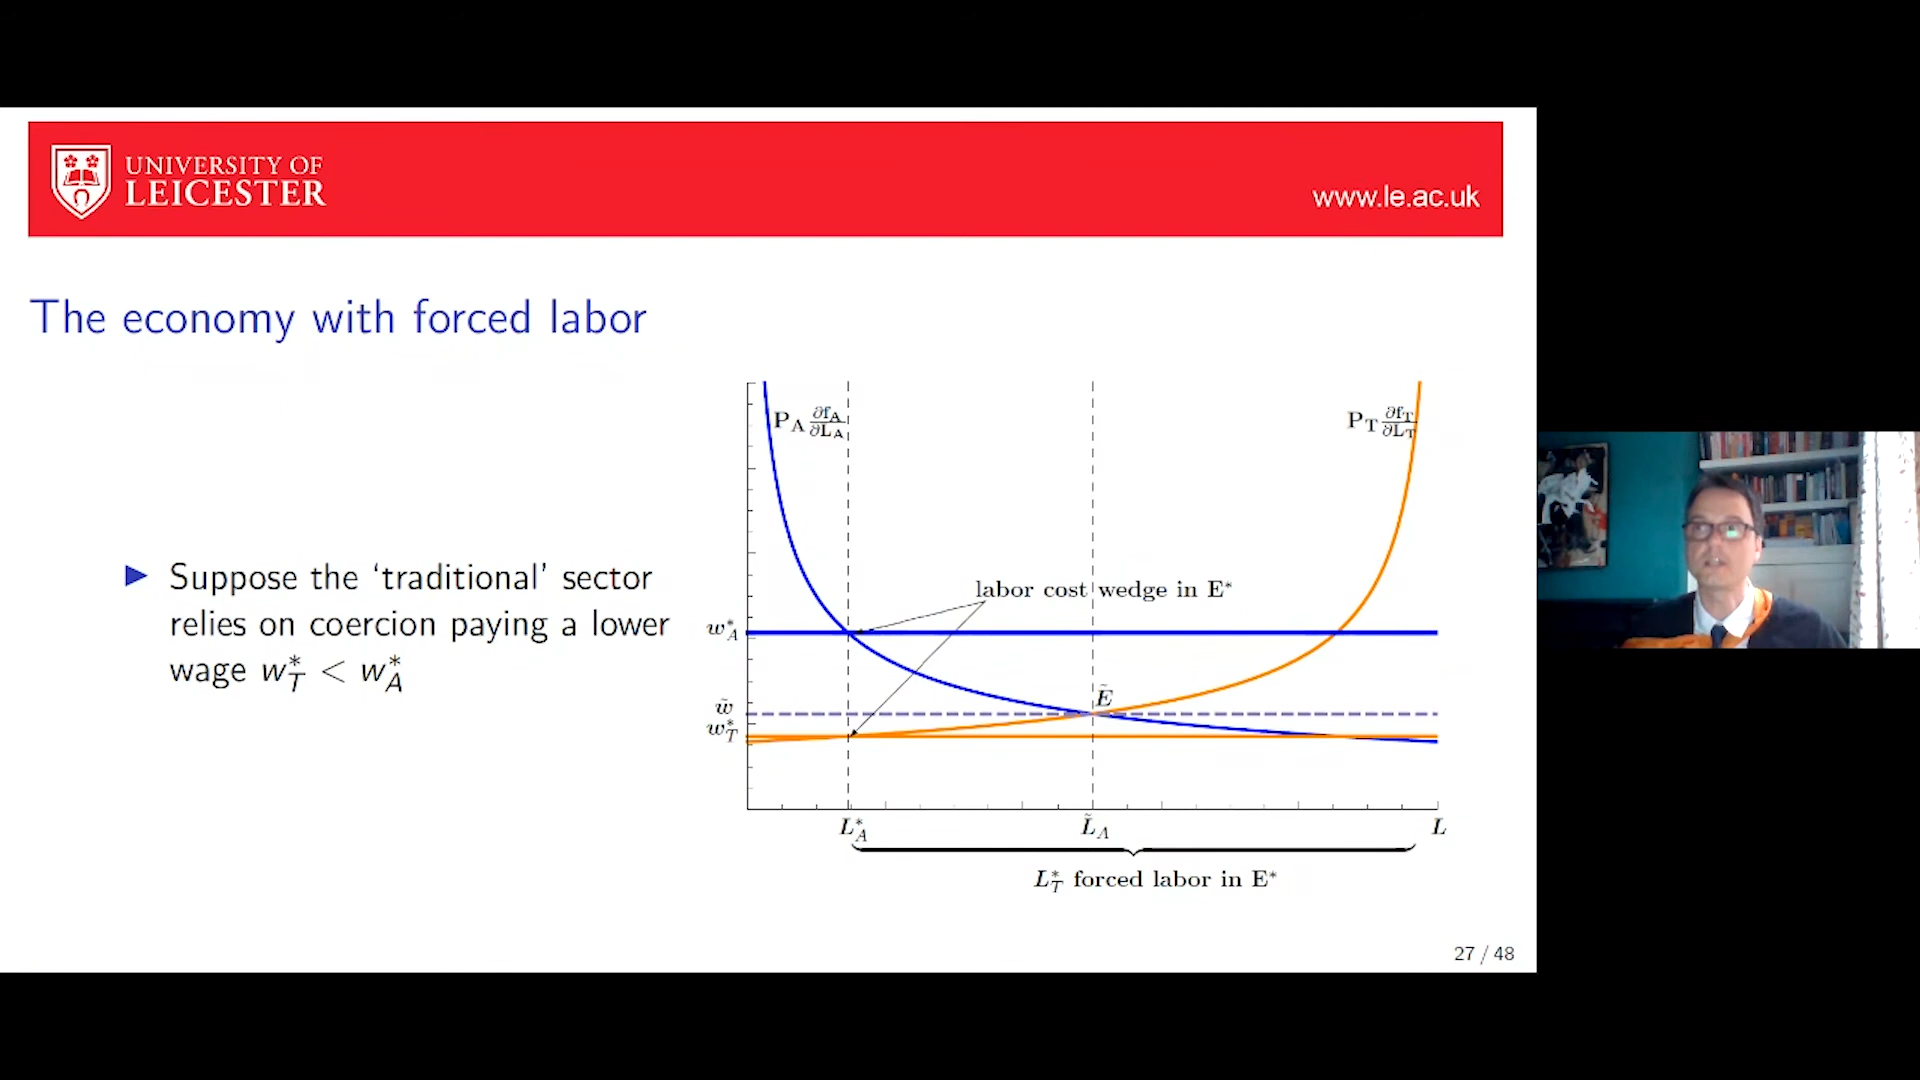 UNIVERSITY OF
LEICESTER
www.le.ac.uk
The economy with forced labor
▶ Suppose the ‘traditional’ sector
relies on coercion paying a lower
wage w*_T < w*_A
P_A ∂f_A/∂L_A
P_T ∂f_T/∂L_T
labor cost wedge in E*
w*_A
Ẽ
w̃
w*_T
L*_A
L̃_A
L
L*_T forced labor in E*
27 / 48